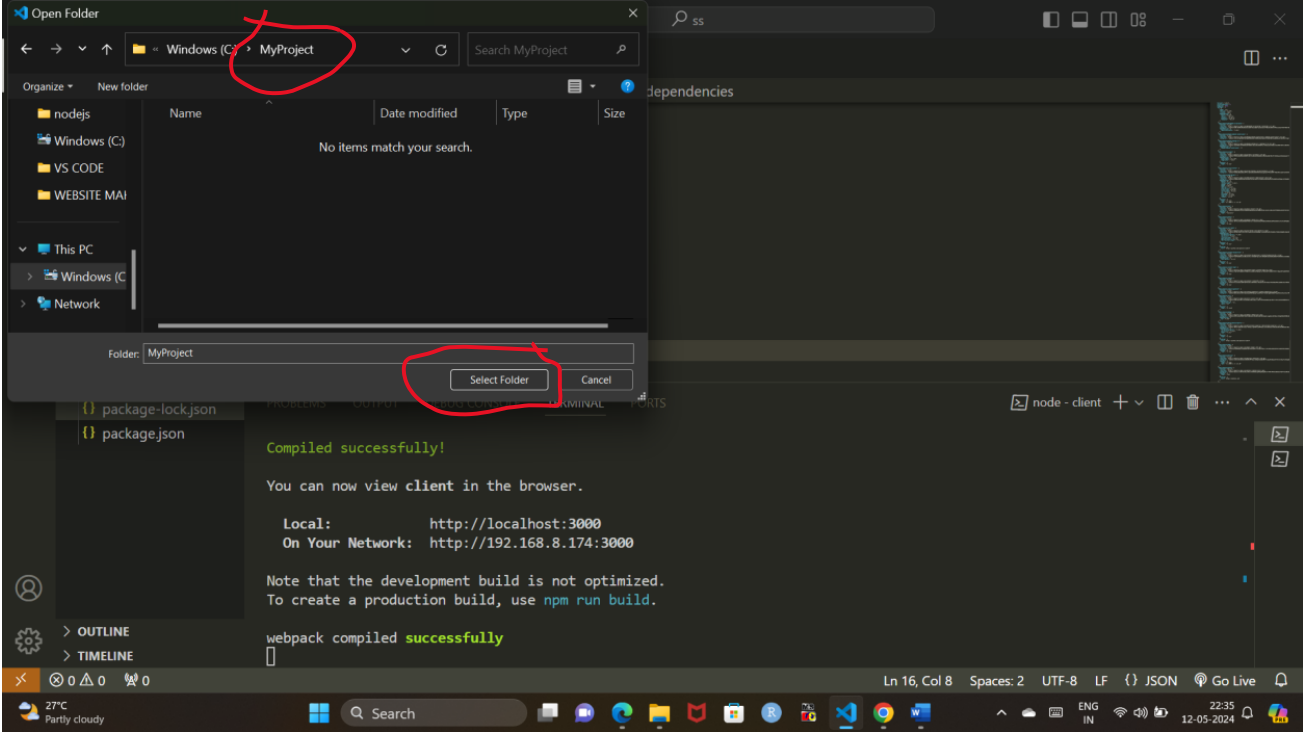 Open Folder
ss
Windows (C:) › MyProject
Search MyProject
Organize
New folder
dependencies
nodejs
Windows (C:)
VS CODE
WEBSITE MAI
This PC
Windows (C
Network
Name
Date modified
Type
Size
No items match your search.
Folder: MyProject
Select Folder
Cancel
{} package-lock.json
{} package.json
PROBLEMS OUTPUT DEBUG CONSOLE TERMINAL PORTS
node - client
Compiled successfully!
You can now view client in the browser.
Local: http://localhost:3000
On Your Network: http://192.168.8.174:3000
Note that the development build is not optimized.
To create a production build, use npm run build.
webpack compiled successfully
OUTLINE
TIMELINE
0 0 0
Ln 16, Col 8 Spaces: 2 UTF-8 LF {} JSON Go Live
27°C
Partly cloudy
Search
ENG
IN
22:35
12-05-2024